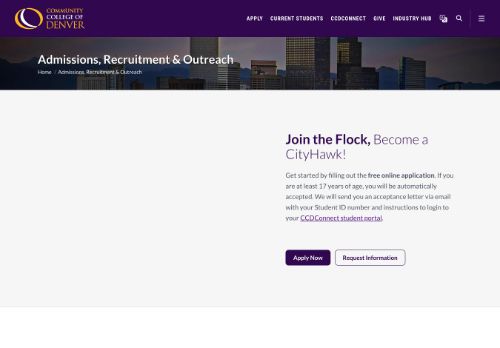 COMMUNITY
COLLEGE OF
DENVER
APPLY CURRENT STUDENTS CCDCONNECT GIVE INDUSTRY HUB
Admissions, Recruitment & Outreach
Home / Admissions, Recruitment & Outreach
Join the Flock, Become a
CityHawk!
Get started by filling out the free online application. If you
are at least 17 years of age, you will be automatically
accepted. We will send you an acceptance letter via email
with your Student ID number and instructions to login to
your CCDConnect student portal.
Apply Now Request Information